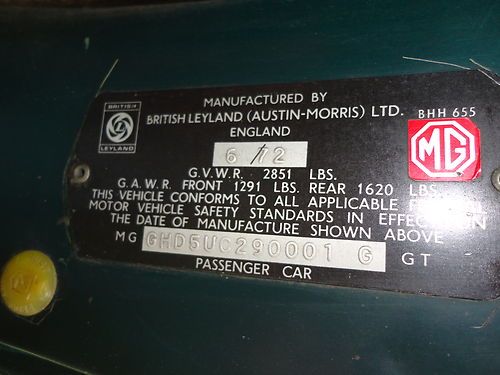 BRITISH
LEYLAND
MANUFACTURED BY
BRITISH LEYLAND (AUSTIN-MORRIS) LTD.
BHH 655
ENGLAND
MG
6/72
G.V.W.R. 2851 LBS.
G.A.W.R. FRONT 1291 LBS. REAR 1620 LBS.
THIS VEHICLE CONFORMS TO ALL APPLICABLE
MOTOR VEHICLE SAFETY STANDARDS IN EFFECT ON
THE DATE OF MANUFACTURE SHOWN ABOVE
MG GHD5UC290001 G GT
PASSENGER CAR